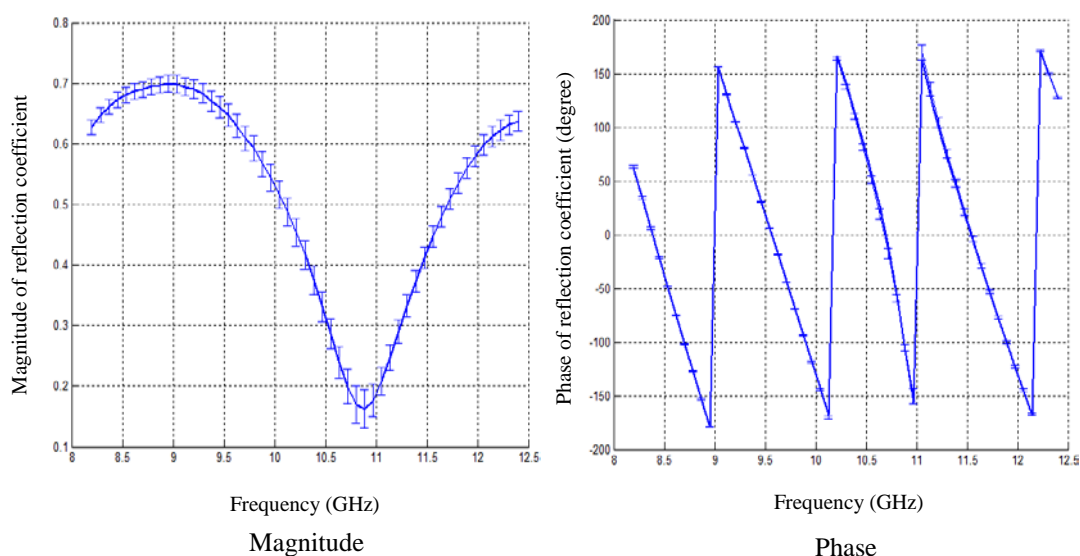 Magnitude of reflection coefficient
0.8
0.7
0.6
0.5
0.4
0.3
0.2
0.1
8 8.5 9 9.5 10 10.5 11 11.5 12 12.5
Frequency (GHz)
Magnitude
Phase of reflection coefficient (degree)
200
150
100
50
0
-50
-100
-150
-200
8 8.5 9 9.5 10 10.5 11 11.5 12 12.5
Frequency (GHz)
Phase